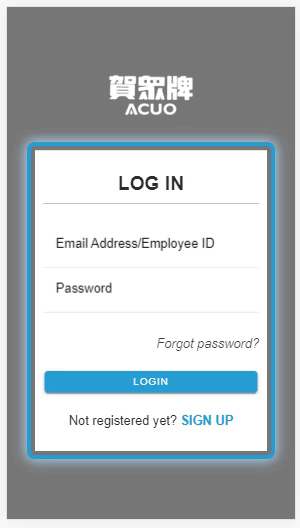 賀眾牌
ACUO
LOG IN
Email Address/Employee ID
Password
Forgot password?
LOGIN
Not registered yet? SIGN UP